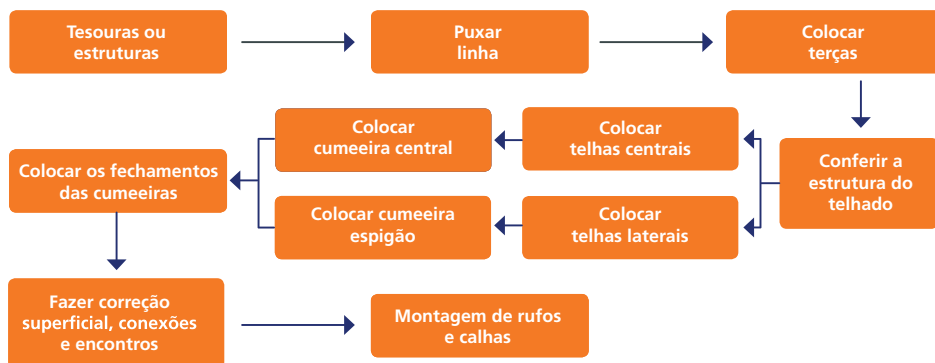 Tesouras ou
estruturas
Puxar
linha
Colocar
terças
Conferir a
estrutura do
telhado
Colocar
telhas centrais
Colocar
cumeeira central
Colocar
telhas laterais
Colocar cumeeira
espigão
Colocar os fechamentos
das cumeeiras
Fazer correção
superficial, conexões
e encontros
Montagem de rufos
e calhas